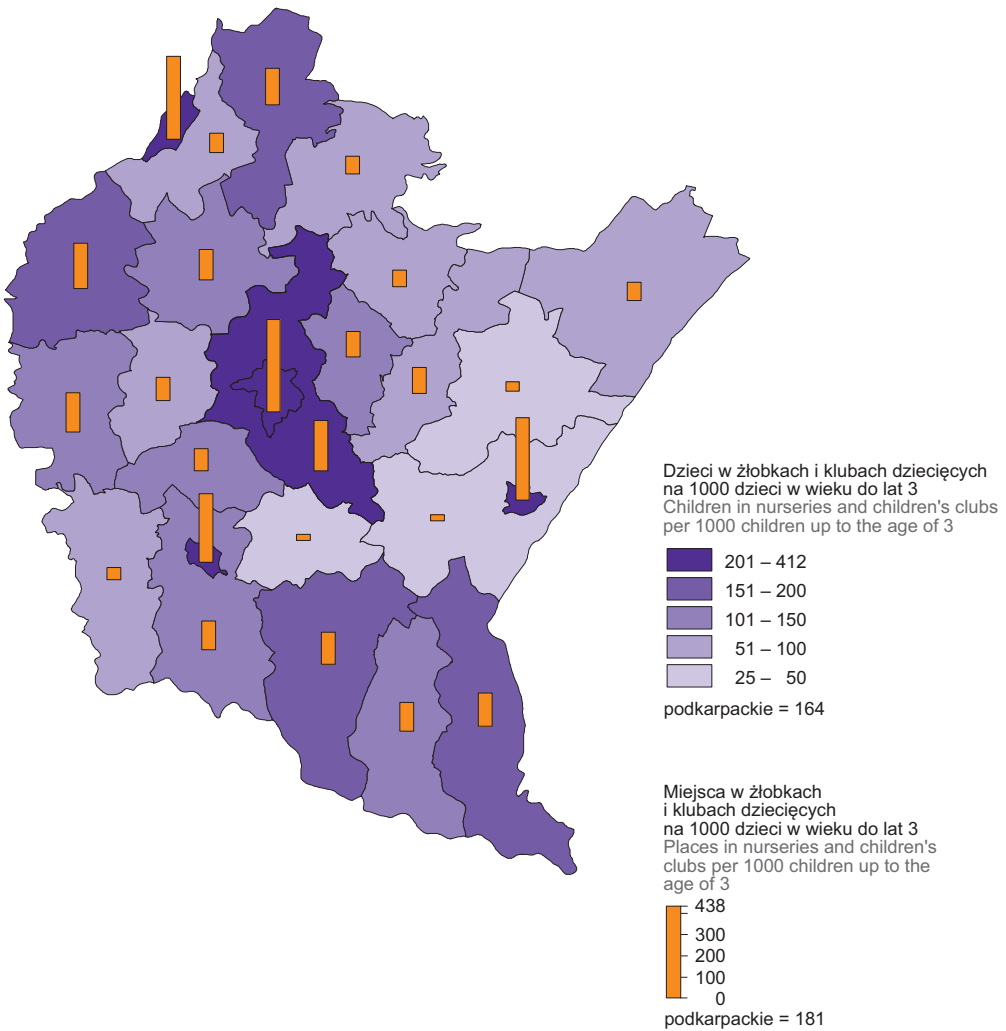 Dzieci w żłobkach i klubach dziecięcych
na 1000 dzieci w wieku do lat 3
Children in nurseries and children's clubs
per 1000 children up to the age of 3
201 – 412
151 – 200
101 – 150
51 – 100
25 – 50
podkarpackie = 164
Miejsca w żłobkach
i klubach dziecięcych
na 1000 dzieci w wieku do lat 3
Places in nurseries and children's
clubs per 1000 children up to the
age of 3
438
300
200
100
0
podkarpackie = 181